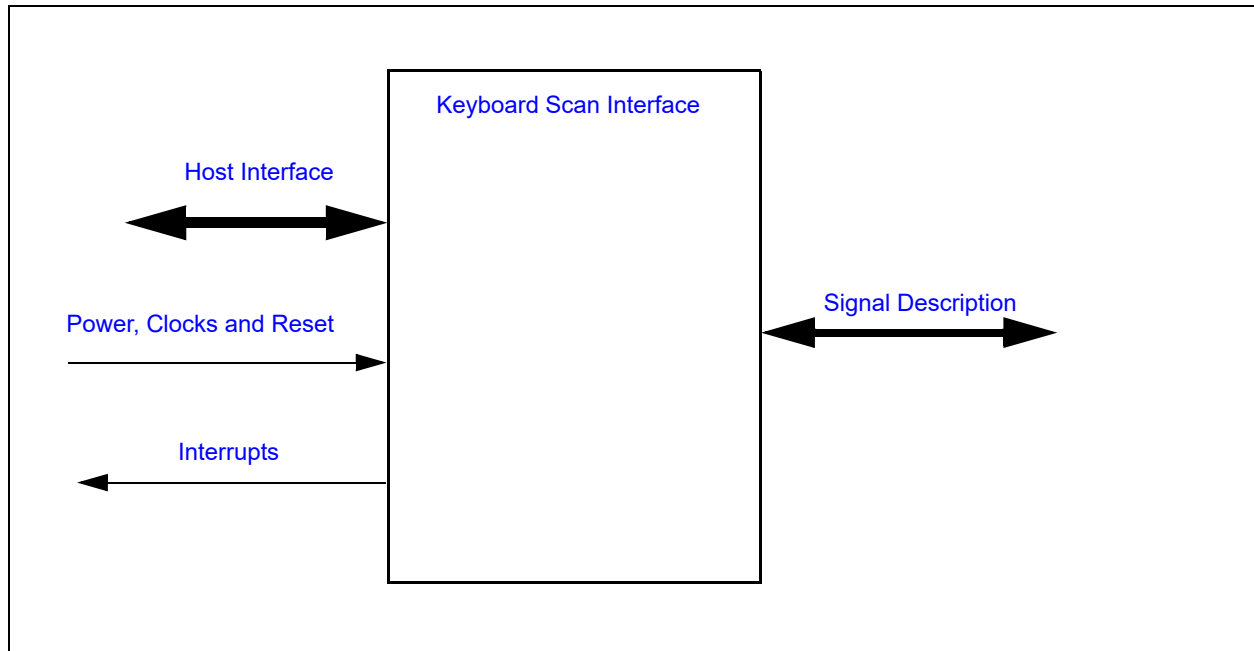 Keyboard Scan Interface
Host Interface
Signal Description
Power, Clocks and Reset
Interrupts